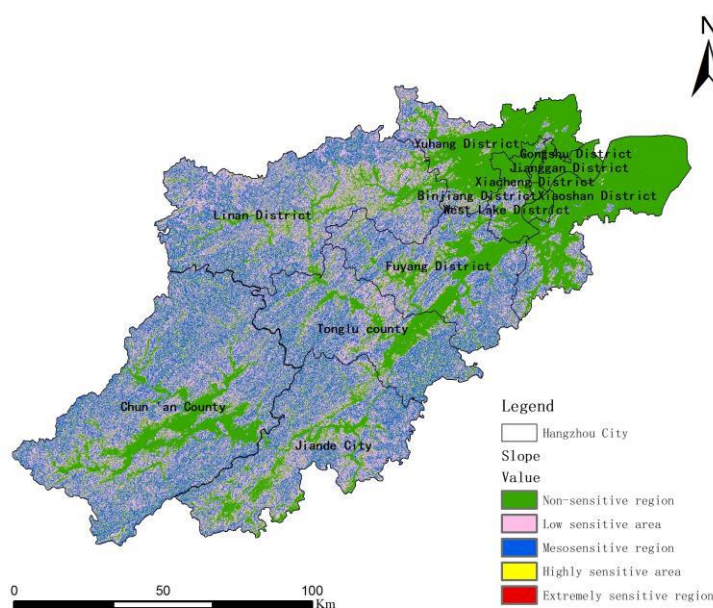 N
Yuhang District
Gongshu District
Jianggan District
Xiacheng District
Binjiang District
Xiaoshan District
West Lake District
Linan District
Fuyang District
Tonglu county
Chun 'an County
Jiande City
Legend
Hangzhou City
Slope
Value
Non-sensitive region
Low sensitive area
Mesosensitive region
Highly sensitive area
Extremely sensitive region
0 50 100
Km